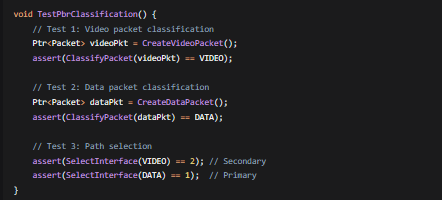 void TestPbrClassification() {
    // Test 1: Video packet classification
    Ptr<Packet> videoPkt = CreateVideoPacket();
    assert(ClassifyPacket(videoPkt) == VIDEO);

    // Test 2: Data packet classification
    Ptr<Packet> dataPkt = CreateDataPacket();
    assert(ClassifyPacket(dataPkt) == DATA);

    // Test 3: Path selection
    assert(SelectInterface(VIDEO) == 2); // Secondary
    assert(SelectInterface(DATA) == 1);  // Primary
}